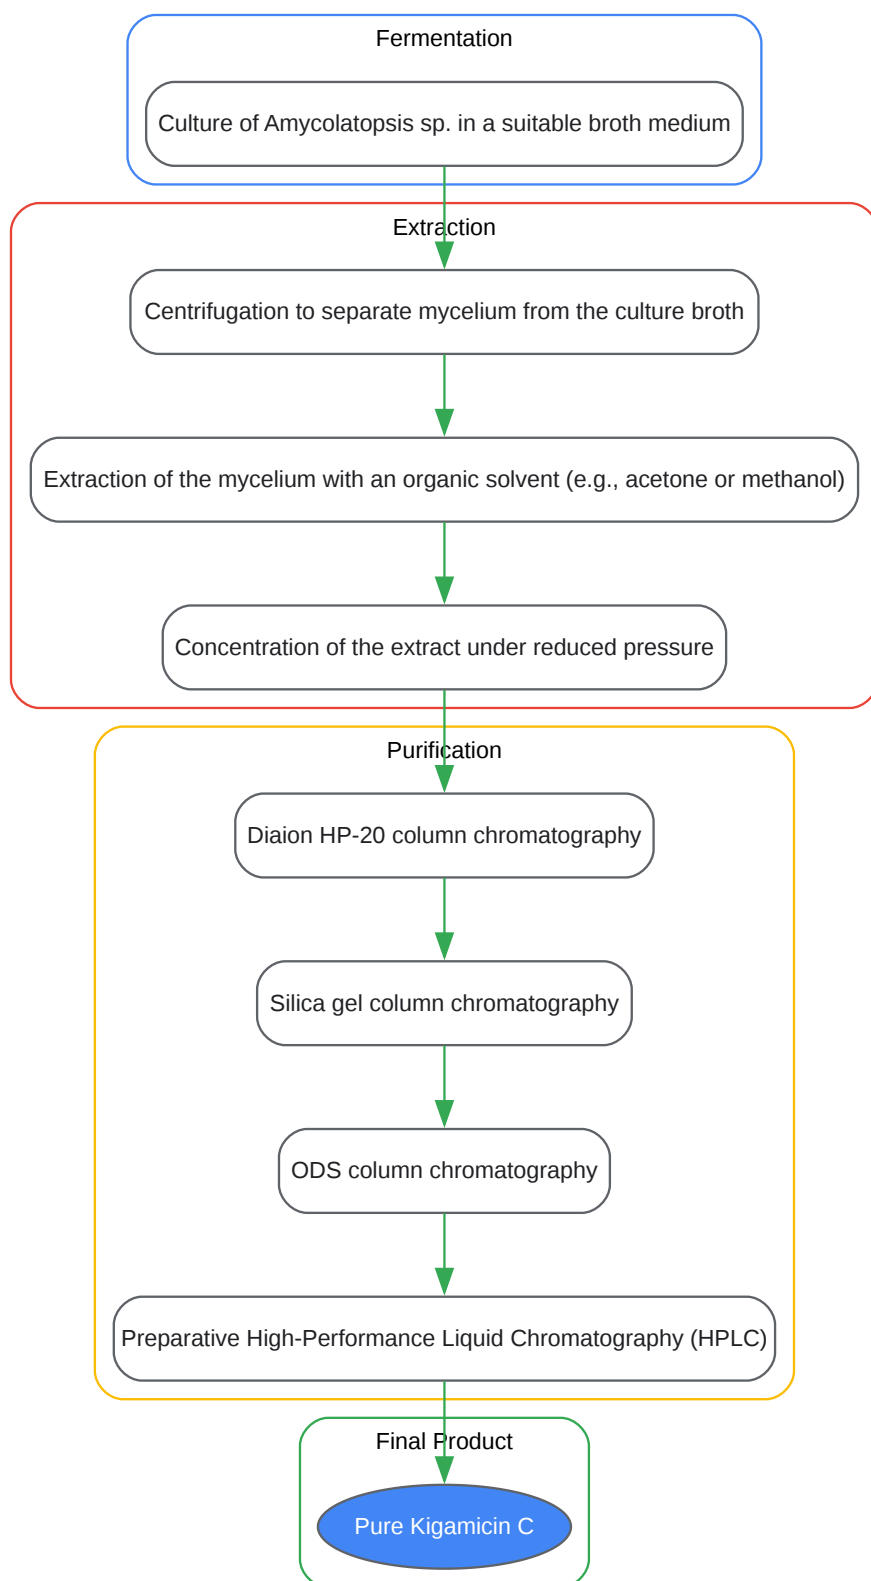 Fermentation
Culture of Amycolatopsis sp. in a suitable broth medium
Extraction
Centrifugation to separate mycelium from the culture broth
Extraction of the mycelium with an organic solvent (e.g., acetone or methanol)
Concentration of the extract under reduced pressure
Purification
Diaion HP-20 column chromatography
Silica gel column chromatography
ODS column chromatography
Preparative High-Performance Liquid Chromatography (HPLC)
Final Product
Pure Kigamicin C